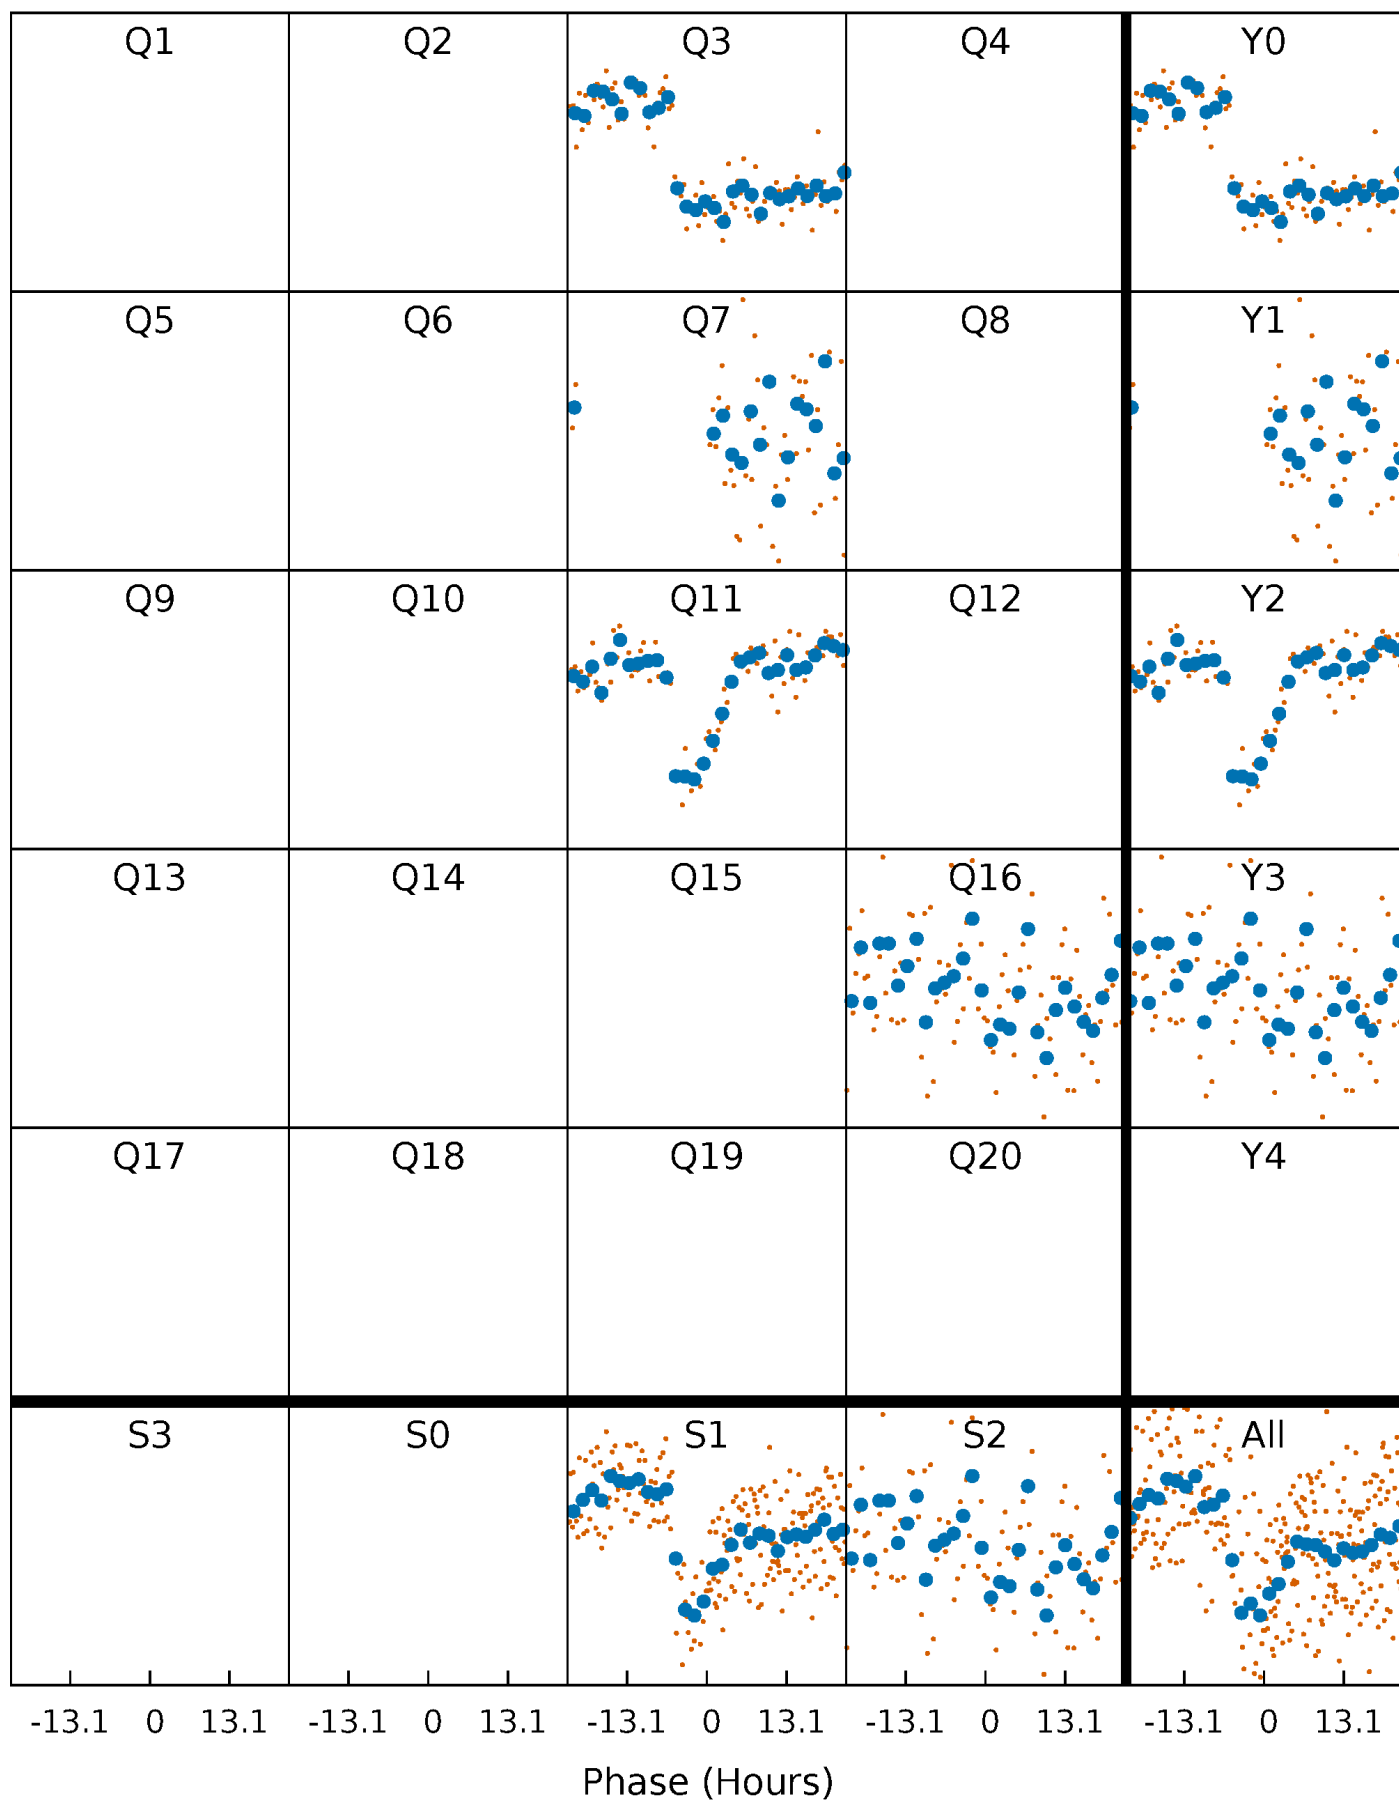 Q1 Q2 Q3 Q4 Y0
Q5 Q6 Q7 Q8 Y1
Q9 Q10 Q11 Q12 Y2
Q13 Q14 Q15 Q16 Y3
Q17 Q18 Q19 Q20 Y4
S3 S0 S1 S2 All
-13.1 0 13.1 -13.1 0 13.1 -13.1 0 13.1 -13.1 0 13.1 -13.1 0 13.1
Phase (Hours)